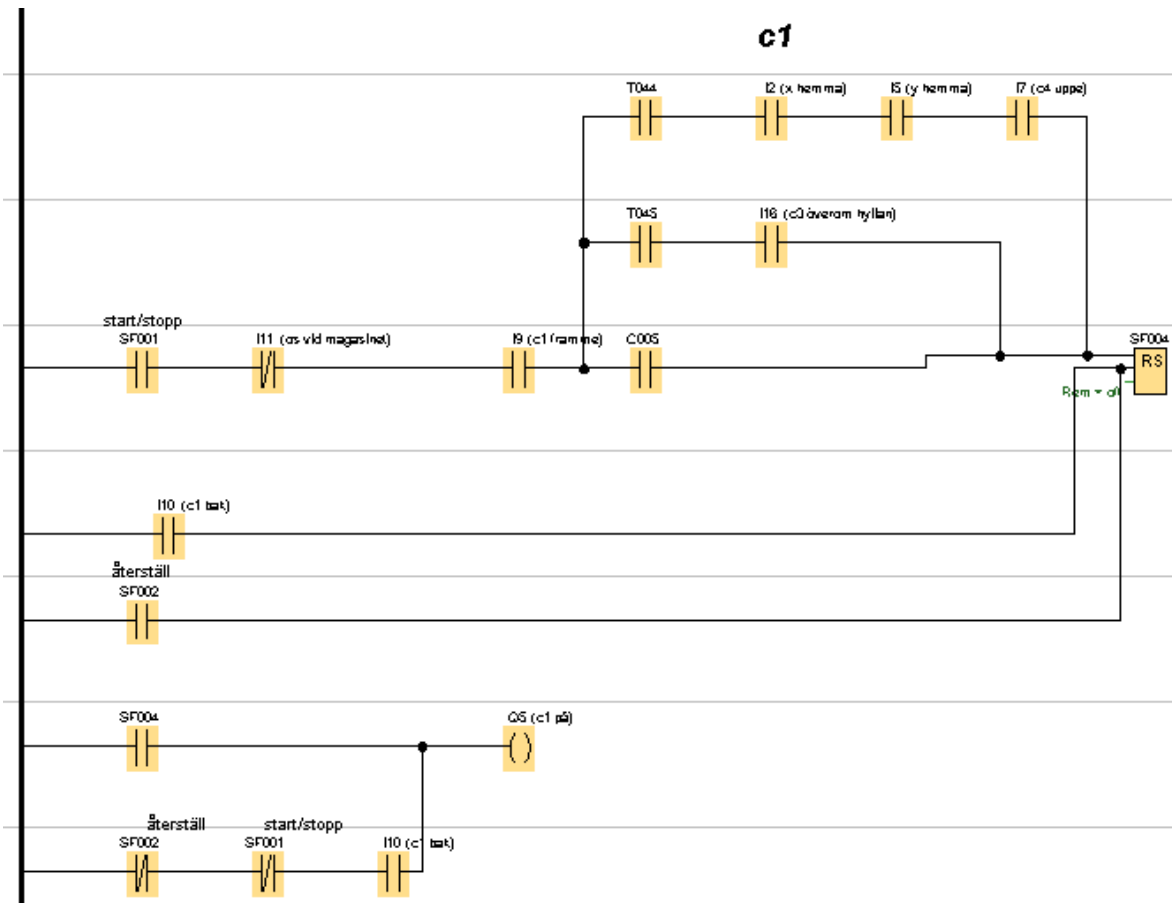 c1
T044 I2 (x hemma) I5 (y hemma) I7 (c4 uppe)
T045 I16 (c3 överom hyllan)
start/stopp
SF001 I11 (os vid magasinet) I9 (c1 framme) C005 SF004
RS
Rem = off
I10 (c1 bak)
återställ
SF002
SF004 Q5 (c1 på)
återställ start/stopp
SF002 SF001 I10 (c1 bak)